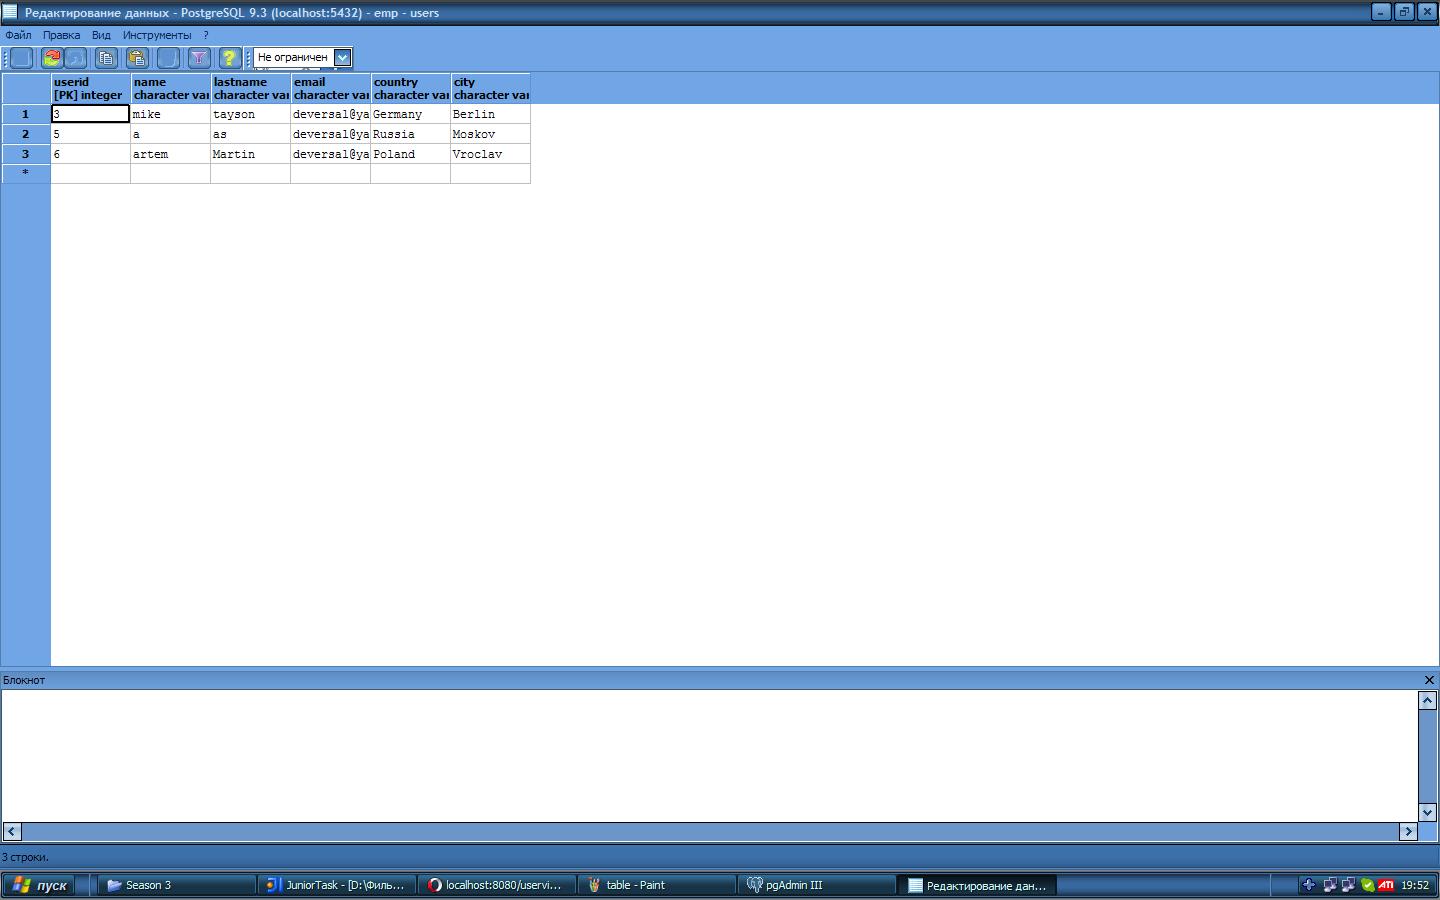 Редактирование данных - PostgreSQL 9.3 (localhost:5432) - emp - users
Файл Правка Вид Инструменты ?
Не ограничен
userid name lastname email country city
[PK] integer character var character var character var character var character var
1 3 mike tayson deversal@ya Germany Berlin
2 5 a as deversal@ya Russia Moskov
3 6 artem Martin deversal@ya Poland Vroclav
*
Блокнот
3 строки.
пуск Season 3 JuniorTask - [D:\Филь... localhost:8080/uservi... table - Paint pgAdmin III Редактирование дан... ATI 19:52